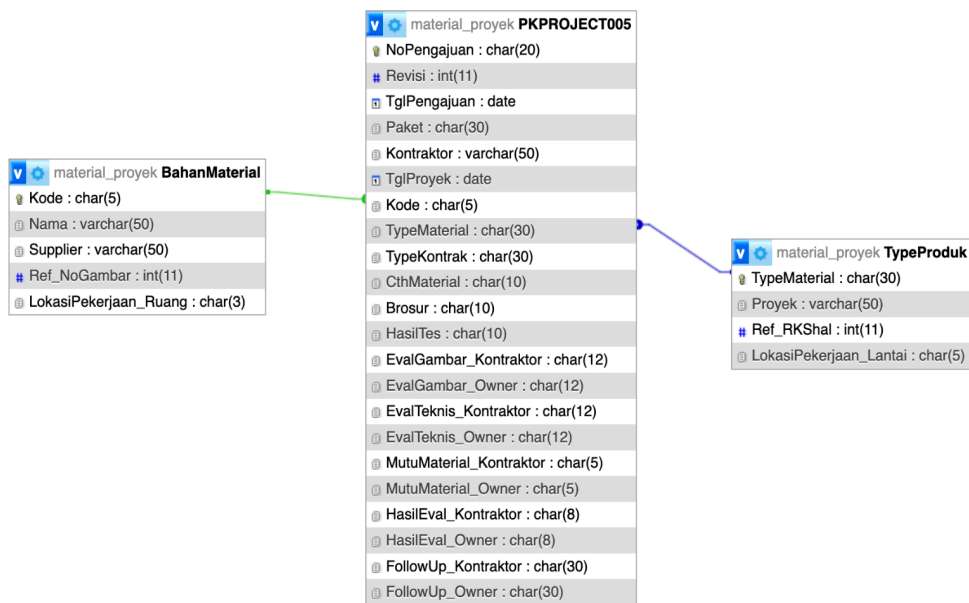 v material_proyek PKPROJECT005
NoPengajuan : char(20)
# Revisi : int(11)
TglPengajuan : date
Paket : char(30)
Kontraktor : varchar(50)
TglProyek : date
Kode : char(5)
TypeMaterial : char(30)
TypeKontrak : char(30)
CthMaterial : char(10)
Brosur : char(10)
HasilTes : char(10)
EvalGambar_Kontraktor : char(12)
EvalGambar_Owner : char(12)
EvalTeknis_Kontraktor : char(12)
EvalTeknis_Owner : char(12)
MutuMaterial_Kontraktor : char(5)
MutuMaterial_Owner : char(5)
HasilEval_Kontraktor : char(8)
HasilEval_Owner : char(8)
FollowUp_Kontraktor : char(30)
FollowUp_Owner : char(30)
v material_proyek BahanMaterial
Kode : char(5)
Nama : varchar(50)
Supplier : varchar(50)
# Ref_NoGambar : int(11)
LokasiPekerjaan_Ruang : char(3)
v material_proyek TypeProduk
TypeMaterial : char(30)
Proyek : varchar(50)
# Ref_RKShal : int(11)
LokasiPekerjaan_Lantai : char(5)